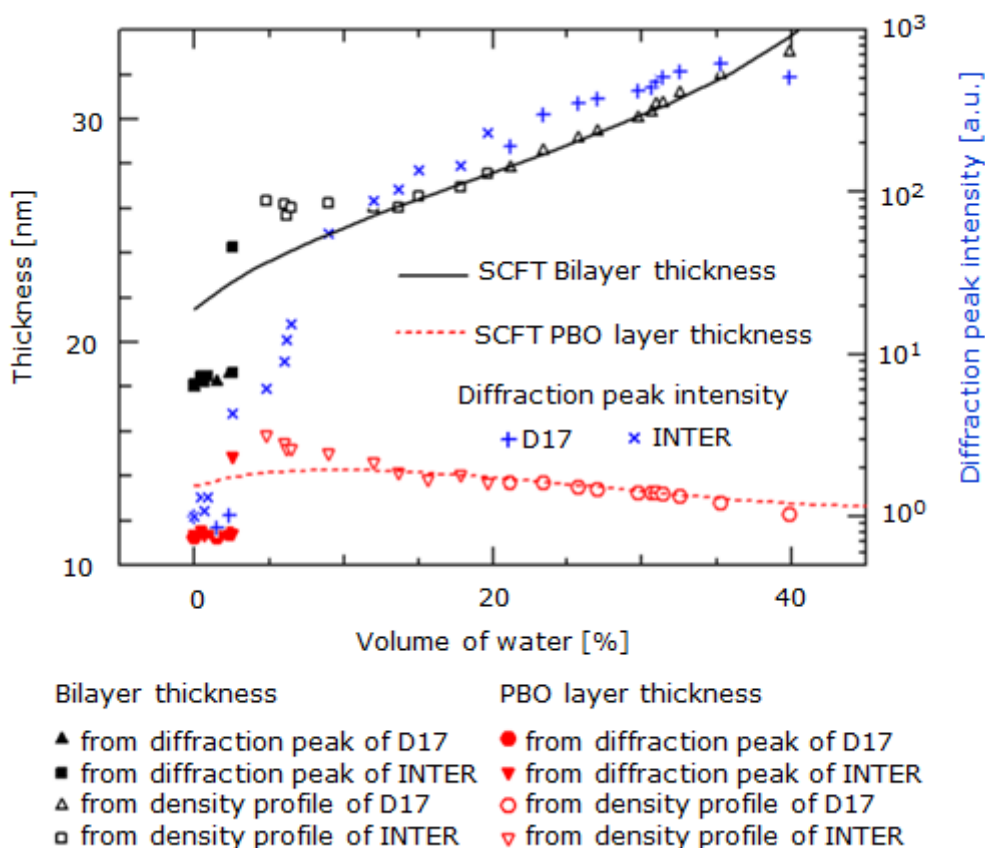 Thickness [nm]
30
20
10
10³
10²
10¹
10⁰
Diffraction peak intensity [a.u.]
SCFT Bilayer thickness
SCFT PBO layer thickness
Diffraction peak intensity
D17 INTER
0 20 40
Volume of water [%]
Bilayer thickness
from diffraction peak of D17
from diffraction peak of INTER
from density profile of D17
from density profile of INTER
PBO layer thickness
from diffraction peak of D17
from diffraction peak of INTER
from density profile of D17
from density profile of INTER